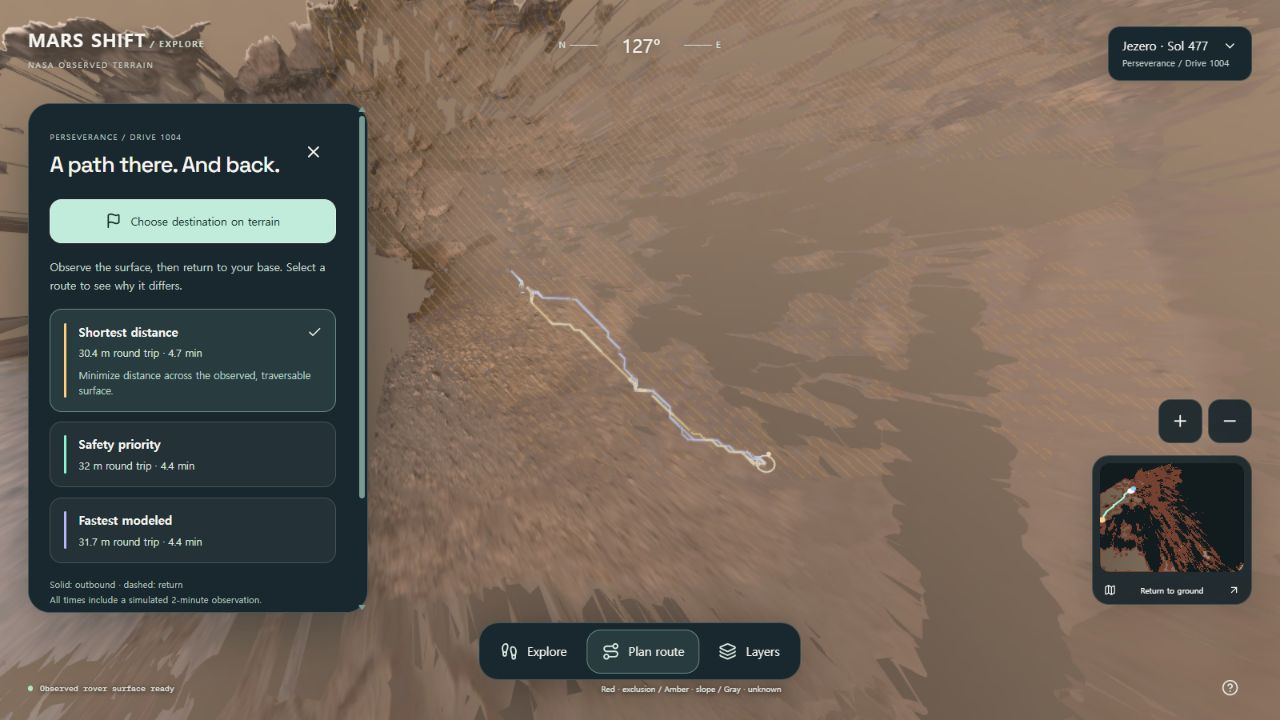 MARS SHIFT / EXPLORE
NASA OBSERVED TERRAIN
N 127° E
Jezero · Sol 477
Perseverance / Drive 1004
PERSEVERANCE / DRIVE 1004
A path there. And back.
Choose destination on terrain
Observe the surface, then return to your base. Select a
route to see why it differs.
Shortest distance
30.4 m round trip · 4.7 min
Minimize distance across the observed, traversable
surface.
Safety priority
32 m round trip · 4.4 min
Fastest modeled
31.7 m round trip · 4.4 min
Solid: outbound · dashed: return
All times include a simulated 2-minute observation.
Return to ground
Explore
Plan route
Layers
Observed rover surface ready
Red · exclusion / Amber · slope / Gray · unknown